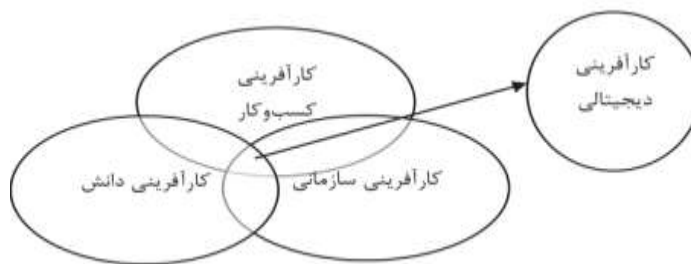 کارآفرینی
کسب‌وکار
کارآفرینی
دیجیتالی
کارآفرینی سازمانی
کارآفرینی دانش